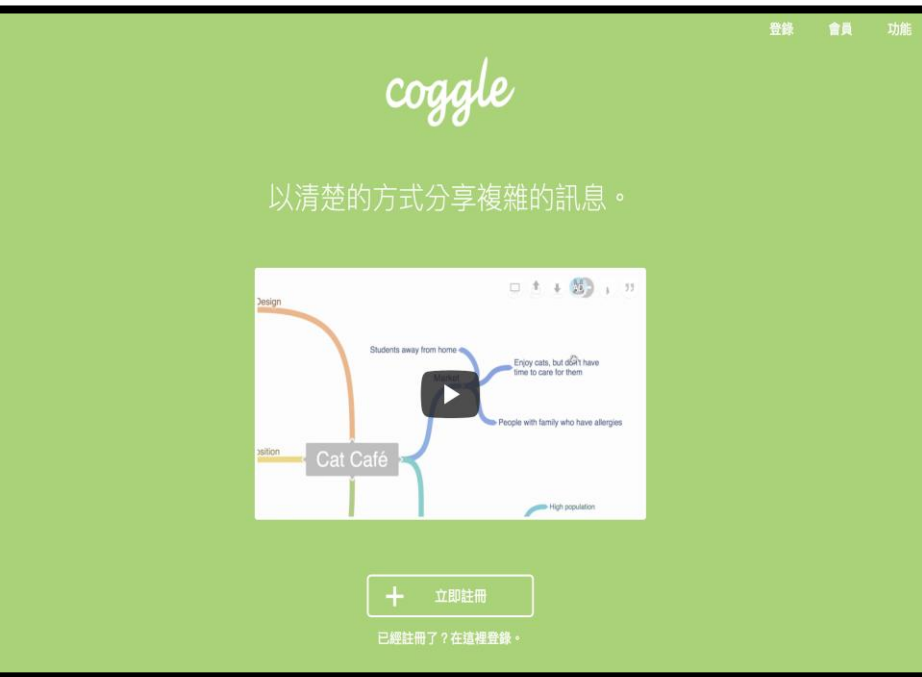 登錄 會員 功能
coggle
以清楚的方式分享複雜的訊息。
Design
Students away from home
Enjoy cats, but don't have
time to care for them
Market
People with family who have allergies
osition
Cat Café
High population
立即註冊
已經註冊了？在這裡登錄。